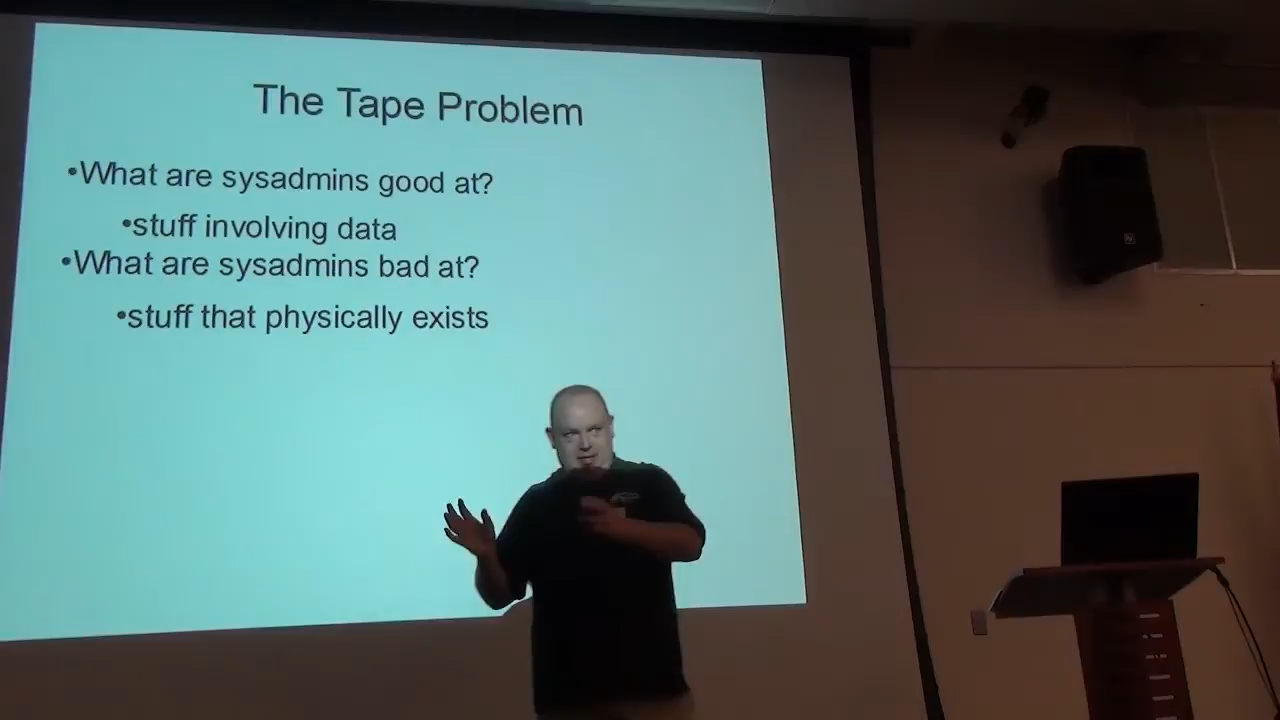 The Tape Problem
•What are sysadmins good at?
•stuff involving data
•What are sysadmins bad at?
•stuff that physically exists